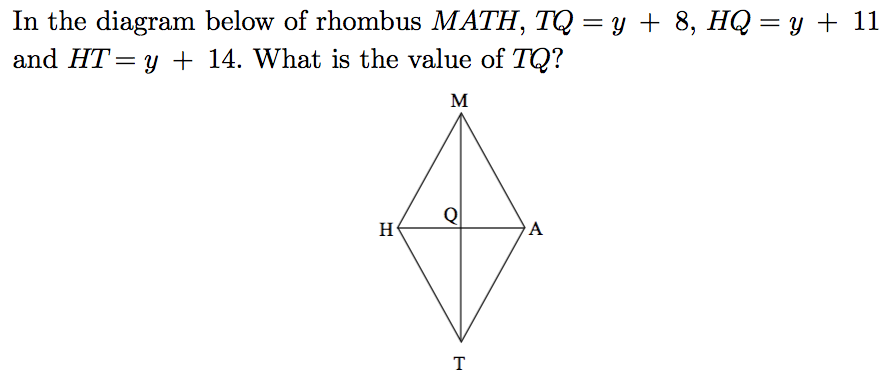 In the diagram below of rhombus MATH, TQ = y + 8, HQ = y + 11
and HT = y + 14. What is the value of TQ?
M
Q
H
A
T